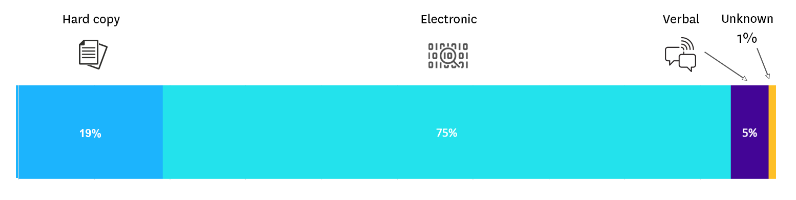 Hard copy
Electronic
Verbal
Unknown
1%
19%
75%
5%